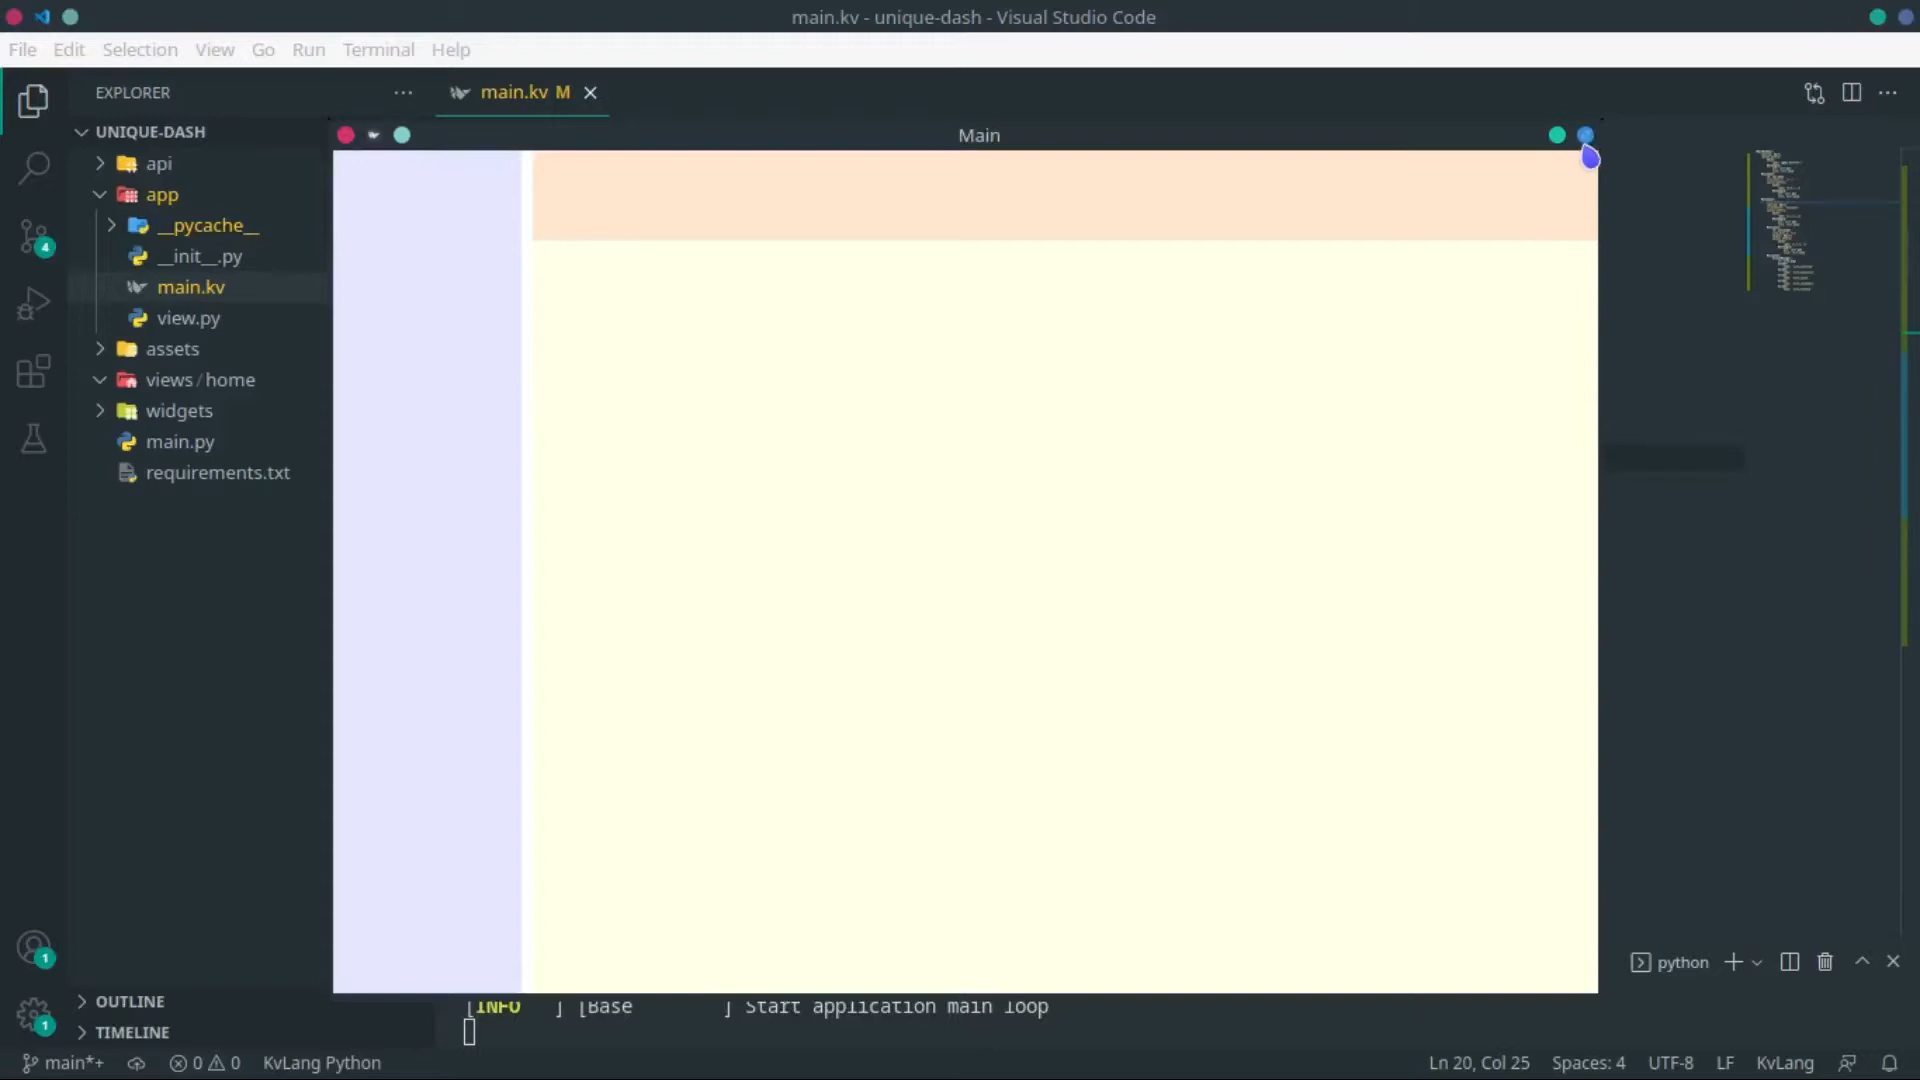 main.kv - unique-dash - Visual Studio Code
File Edit Selection View Go Run Terminal Help
EXPLORER
main.kv M
UNIQUE-DASH
Main
api
app
__pycache__
__init__.py
main.kv
view.py
assets
views/home
widgets
main.py
requirements.txt
4
python
1
OUTLINE
[INFO ] [Base ] Start application main loop
1
TIMELINE
main*+ 0 0 KvLang Python Ln 20, Col 25 Spaces: 4 UTF-8 LF KvLang